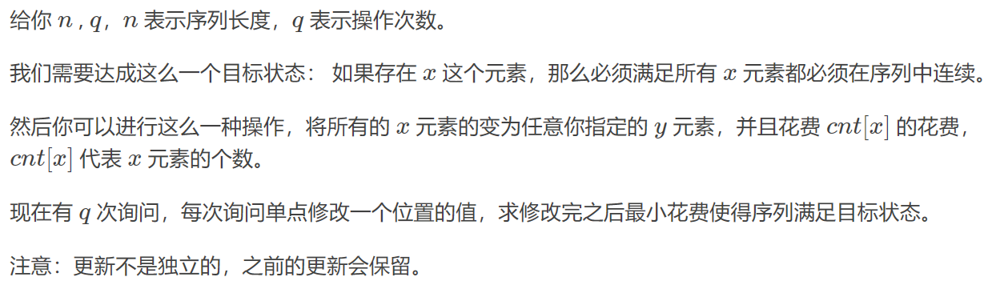 给你 n , q，n 表示序列长度，q 表示操作次数。
我们需要达成这么一个目标状态： 如果存在 x 这个元素，那么必须满足所有 x 元素都必须在序列中连续。
然后你可以进行这么一种操作，将所有的 x 元素的变为任意你指定的 y 元素，并且花费 cnt[x] 的花费，
cnt[x] 代表 x 元素的个数。
现在有 q 次询问，每次询问单点修改一个位置的值，求修改完之后最小花费使得序列满足目标状态。
注意：更新不是独立的，之前的更新会保留。